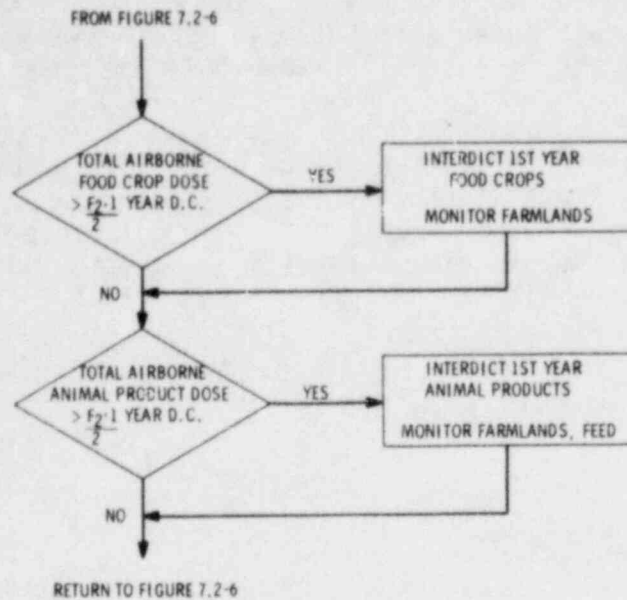 FROM FIGURE 7.2-6
TOTAL AIRBORNE
FOOD CROP DOSE
> F2·1 YEAR D.C.
2
YES
INTERDICT 1ST YEAR
FOOD CROPS
MONITOR FARMLANDS
NO
TOTAL AIRBORNE
ANIMAL PRODUCT DOSE
> F2·1 YEAR D.C.
2
YES
INTERDICT 1ST YEAR
ANIMAL PRODUCTS
MONITOR FARMLANDS, FEED
NO
RETURN TO FIGURE 7.2-6